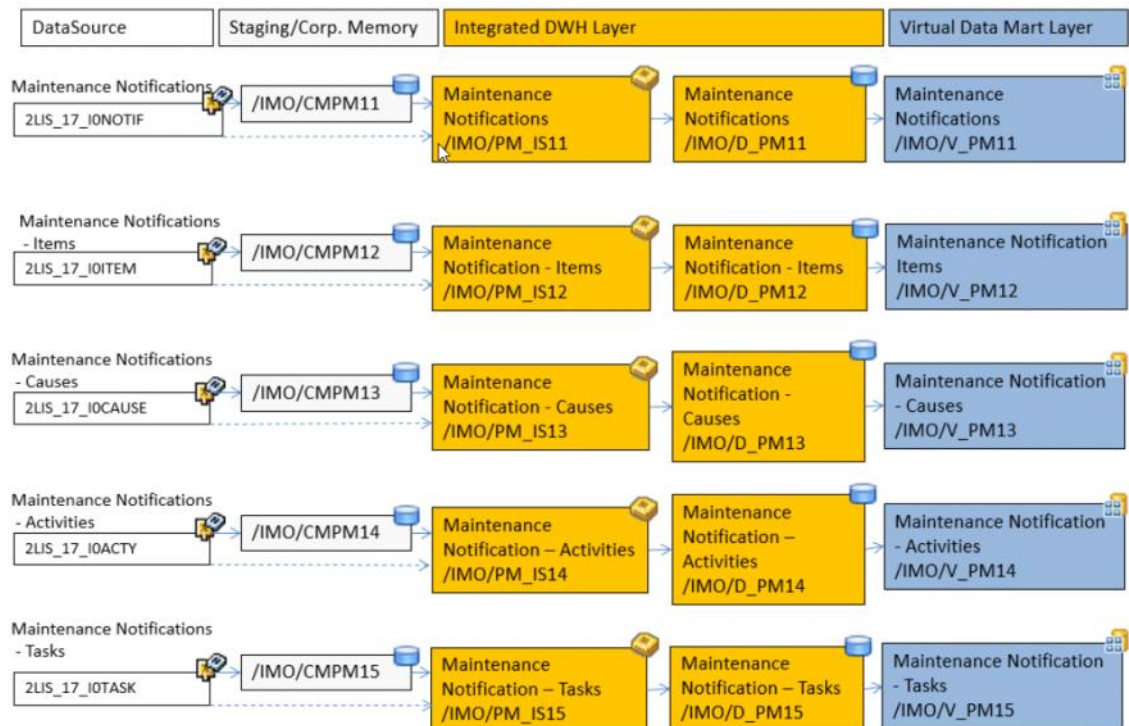 DataSource
Staging/Corp. Memory
Integrated DWH Layer
Virtual Data Mart Layer
Maintenance Notifications
2LIS_17_I0NOTIF
/IMO/CMPM11
Maintenance
Notifications
/IMO/PM_IS11
Maintenance
Notifications
/IMO/D_PM11
Maintenance
Notifications
/IMO/V_PM11
Maintenance Notifications
- Items
2LIS_17_I0ITEM
/IMO/CMPM12
Maintenance
Notification - Items
/IMO/PM_IS12
Maintenance
Notification - Items
/IMO/D_PM12
Maintenance Notification
Items
/IMO/V_PM12
Maintenance Notifications
- Causes
2LIS_17_I0CAUSE
/IMO/CMPM13
Maintenance
Notification - Causes
/IMO/PM_IS13
Maintenance
Notification -
Causes
/IMO/D_PM13
Maintenance Notification
- Causes
/IMO/V_PM13
Maintenance Notifications
- Activities
2LIS_17_I0ACTY
/IMO/CMPM14
Maintenance
Notification – Activities
/IMO/PM_IS14
Maintenance
Notification –
Activities
/IMO/D_PM14
Maintenance Notification
- Activities
/IMO/V_PM14
Maintenance Notifications
- Tasks
2LIS_17_I0TASK
/IMO/CMPM15
Maintenance
Notification – Tasks
/IMO/PM_IS15
Maintenance
Notification – Tasks
/IMO/D_PM15
Maintenance Notification
- Tasks
/IMO/V_PM15